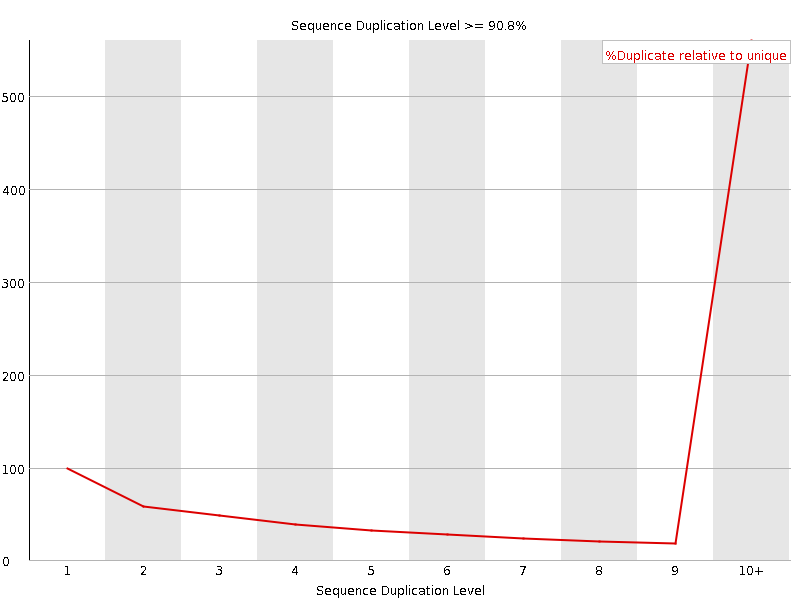 Sequence Duplication Level >= 90.8%
%Duplicate relative to unique
500
400
300
200
100
0
1 2 3 4 5 6 7 8 9 10+
Sequence Duplication Level